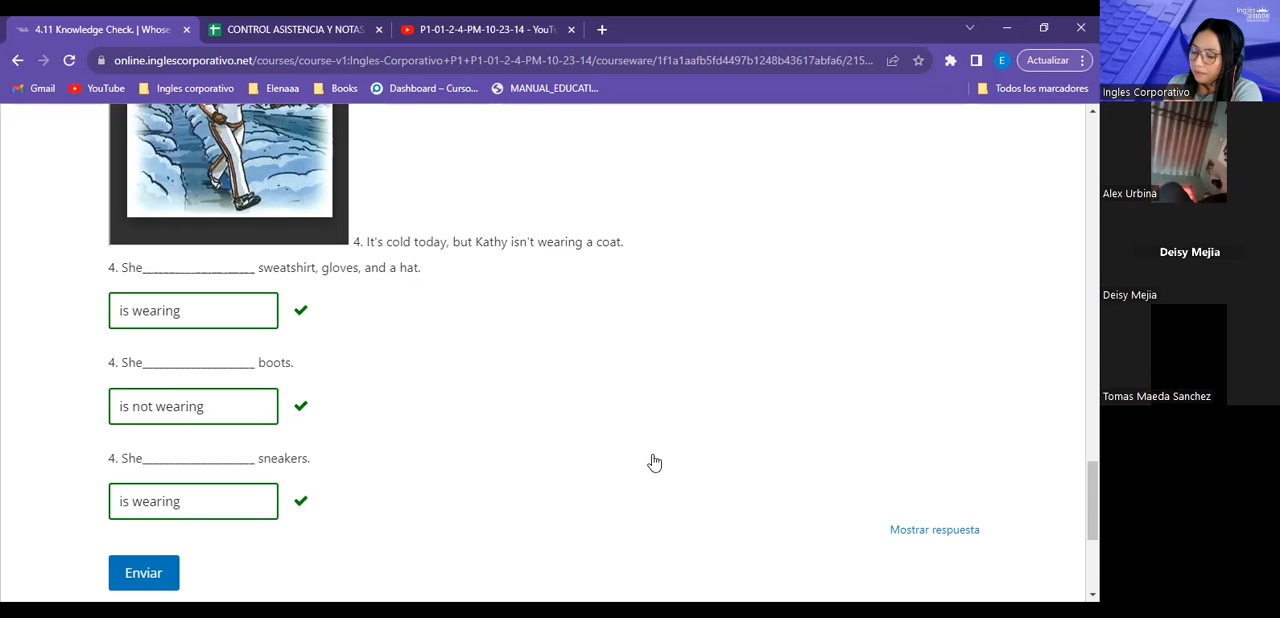 4.11 Knowledge Check. | Whose
CONTROL ASISTENCIA Y NOTAS
P1-01-2-4-PM-10-23-14 - YouTu
online.inglescorporativo.net/courses/course-v1:Ingles-Corporativo+P1+P1-01-2-4-PM-10-23-14/courseware/1f1a1aafb5fd4497b1248b43617abfa6/215...
E
Actualizar
Gmail
YouTube
Ingles corporativo
Elenaaa
Books
Dashboard – Curso...
MANUAL_EDUCATI...
Todos los marcadores
4. It's cold today, but Kathy isn't wearing a coat.
4. She____________________ sweatshirt, gloves, and a hat.
is wearing
4. She____________________ boots.
is not wearing
4. She____________________ sneakers.
is wearing
Mostrar respuesta
Enviar
Ingles Corporativo
Alex Urbina
Deisy Mejia
Deisy Mejia
Tomas Maeda Sanchez